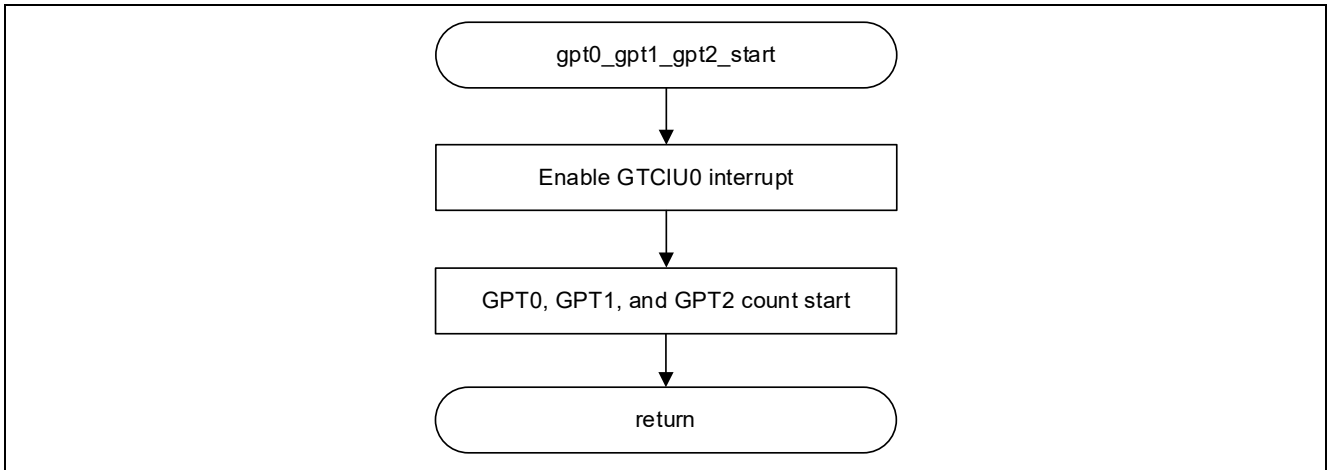 gpt0_gpt1_gpt2_start
Enable GTCIU0 interrupt
GPT0, GPT1, and GPT2 count start
return